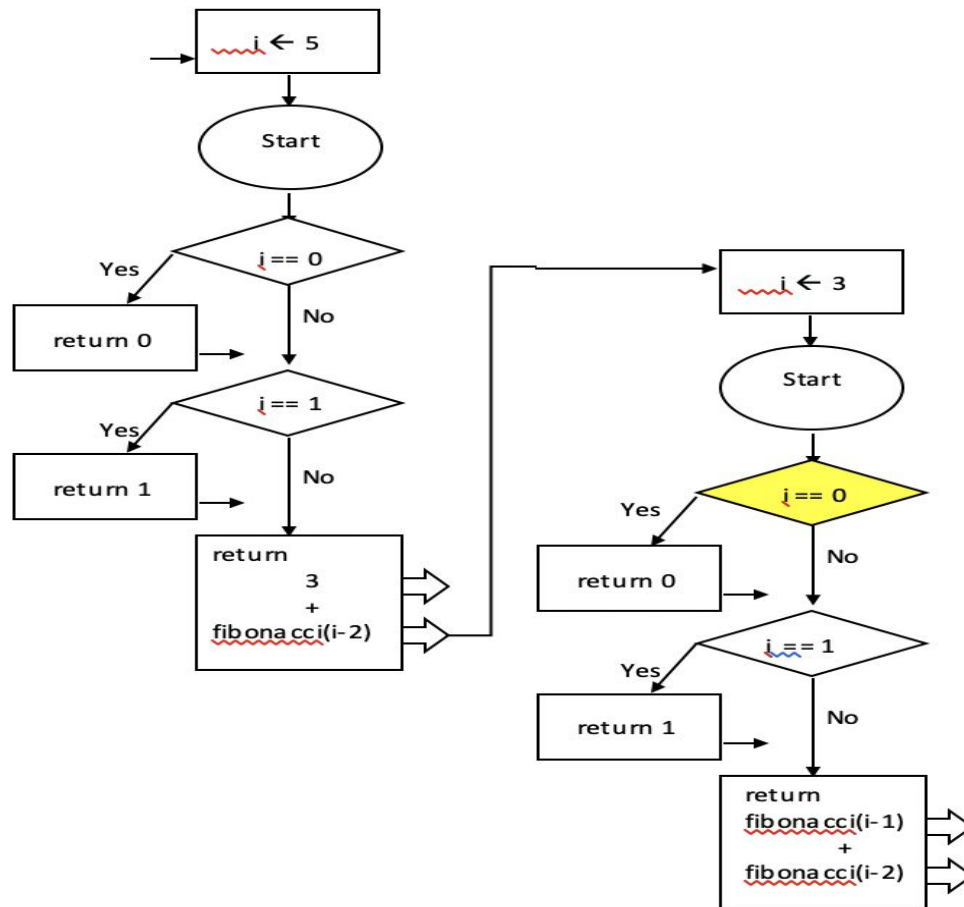 i ← 5
Start
i == 0
Yes
No
return 0
i == 1
Yes
No
return 1
return
3
+
fibonacci(i-2)
i ← 3
Start
i == 0
Yes
No
return 0
i == 1
Yes
No
return 1
return
fibonacci(i-1)
+
fibonacci(i-2)